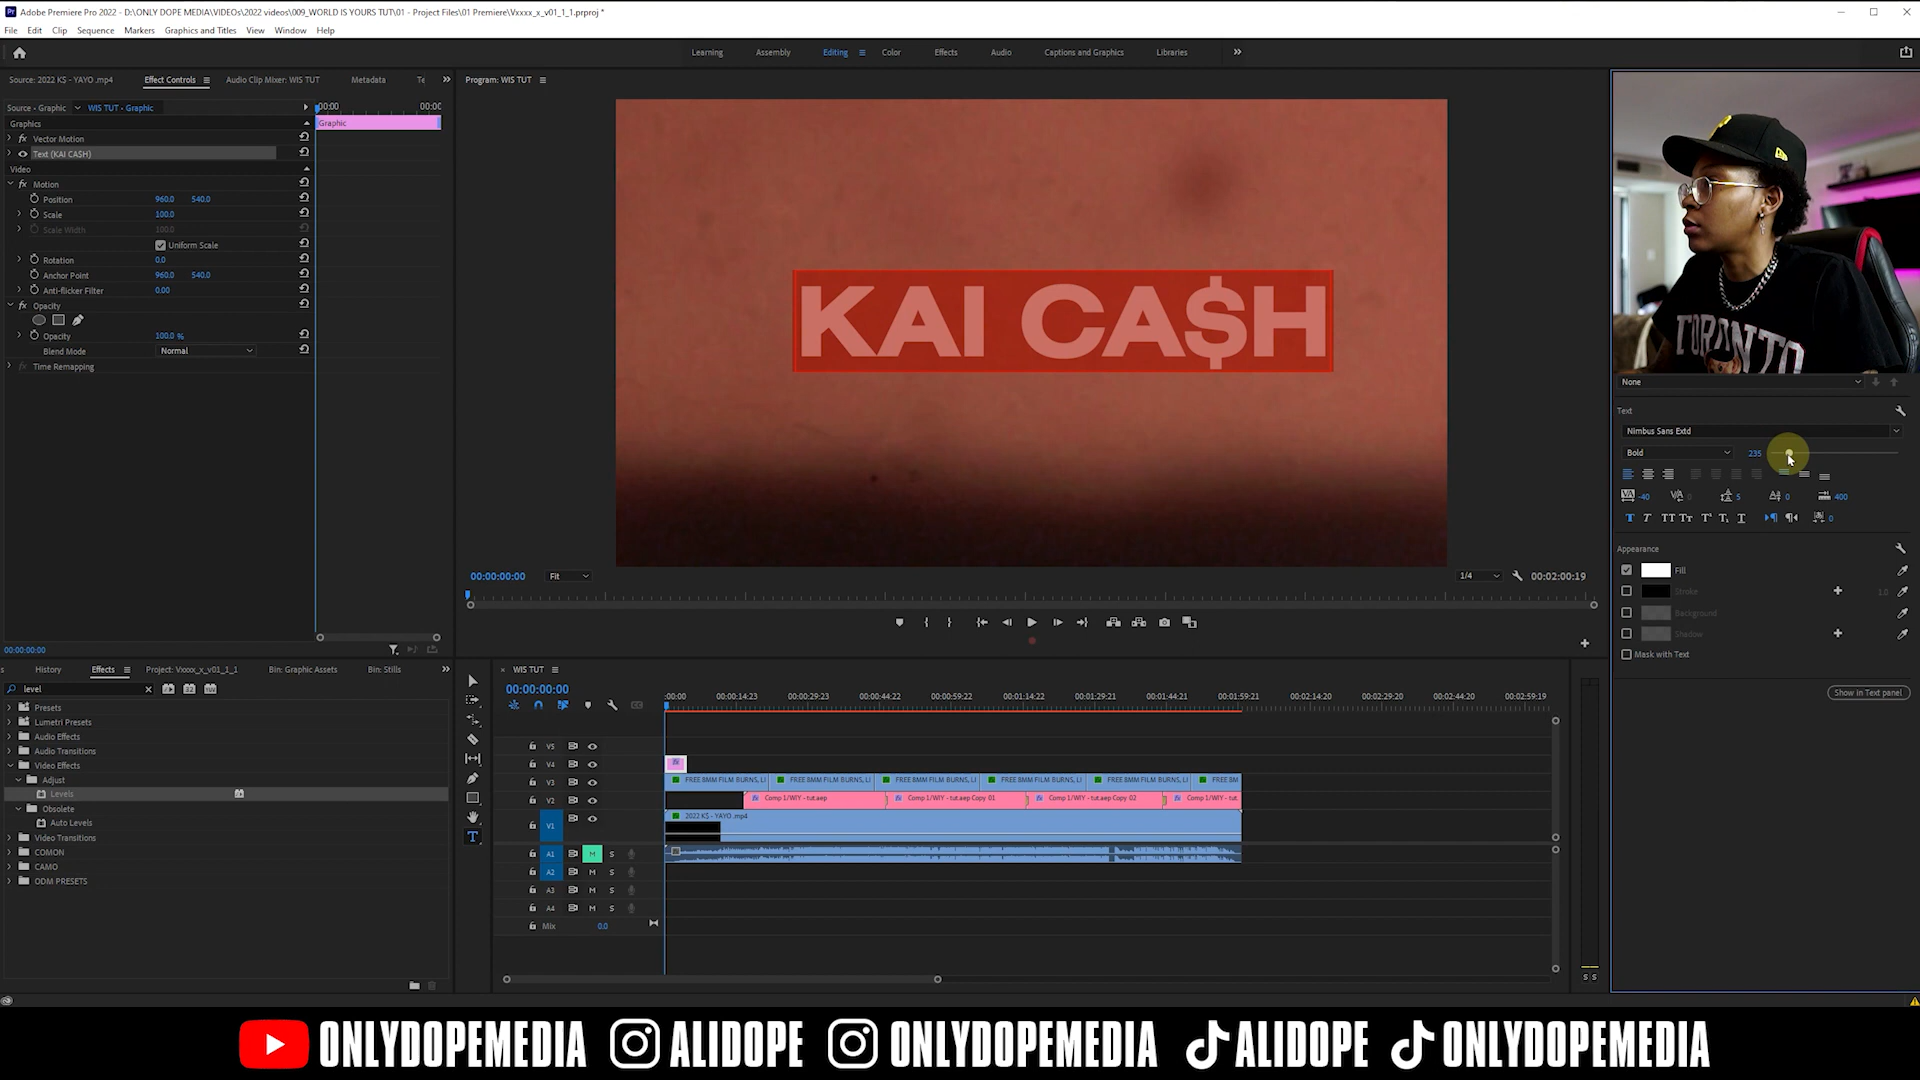 Adobe Premiere Pro 2022 - D:\ONLY DOPE MEDIA\VIDEOs\2022 videos\009_WORLD IS YOURS TUT\01 - Project Files\01 Premiere\Vxxxx_x_v01_1_1.prproj *
File Edit Clip Sequence Markers Graphics and Titles View Window Help
Learning Assembly Editing Color Effects Audio Captions and Graphics Libraries
Source: 2022 K$ - YAYO .mp4 Effect Controls Audio Clip Mixer: WIS TUT Metadata Te
Program: WIS TUT
Source - Graphic WIS TUT - Graphic
:00:00 00:0C
Graphics
Graphic
fx Vector Motion
Text (KAI CA$H)
Video
fx Motion
Position 960.0 540.0
Scale 100.0
Scale Width 100.0
Uniform Scale
Rotation 0.0
Anchor Point 960.0 540.0
Anti-flicker Filter 0.00
fx Opacity
Opacity 100.0 %
Blend Mode Normal
fx Time Remapping
00:00:00:00
KAI CA$H
TORONTO
00:00:00:00 Fit 1/4 00:02:00:19
None
Text
Nimbus Sans Extd
Bold 235
-40 0 5 0 400
0
Appearance
Fill
Stroke 1.0
Background
Shadow
Mask with Text
Show in Text panel
s History Effects Project: Vxxxx_x_v01_1_1 Bin: Graphic Assets Bin: Stills
level
Presets
Lumetri Presets
Audio Effects
Audio Transitions
Video Effects
Adjust
Levels
Obsolete
Auto Levels
Video Transitions
COMON
CAMO
ODM PRESETS
WIS TUT
00:00:00:00
:00:00 00:00:14:23 00:00:29:23 00:00:44:22 00:00:59:22 00:01:14:22 00:01:29:21 00:01:44:21 00:01:59:21 00:02:14:20 00:02:29:20 00:02:44:20 00:02:59:19
V5
V4
V3 FREE 8MM FILM BURNS, LI FREE 8MM FILM BURNS, LI FREE 8MM FILM BURNS, LI FREE 8MM FILM BURNS, LI FREE 8MM FILM BURNS, LI FREE 8M
V2 Comp 1/WIY - tut.aep Comp 1/WIY - tut.aep Copy 01 Comp 1/WIY - tut.aep Copy 02 Comp 1/WIY - tut.
V1 2022 K$ - YAYO .mp4
A1 M S
A2 M S
A3 M S
A4 M S
Mix 0.0
S S
ONLYDOPEMEDIA ALIDOPE ONLYDOPEMEDIA ALIDOPE ONLYDOPEMEDIA